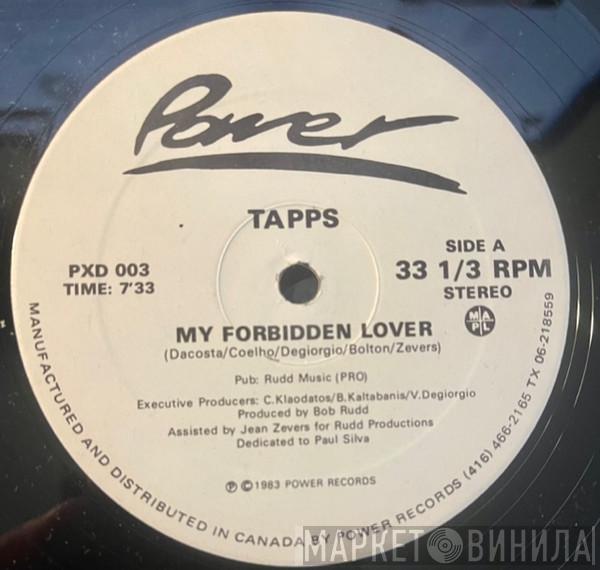 Power
TAPPS
PXD 003
TIME: 7'33
SIDE A
33 1/3 RPM
STEREO
MAPL
MY FORBIDDEN LOVER
(Dacosta/Coelho/Degiorgio/Bolton/Zevers)
Pub: Rudd Music (PRO)
Executive Producers: C.Klaodatos/B.Kaltabanis/V.Degiorgio
Produced by Bob Rudd
Assisted by Jean Zevers for Rudd Productions
Dedicated to Paul Silva
℗ ©1983 POWER RECORDS
MANUFACTURED AND DISTRIBUTED IN CANADA BY POWER RECORDS (416) 466-2165 TX 06-218559
МАРКЕТ ВИНИЛА